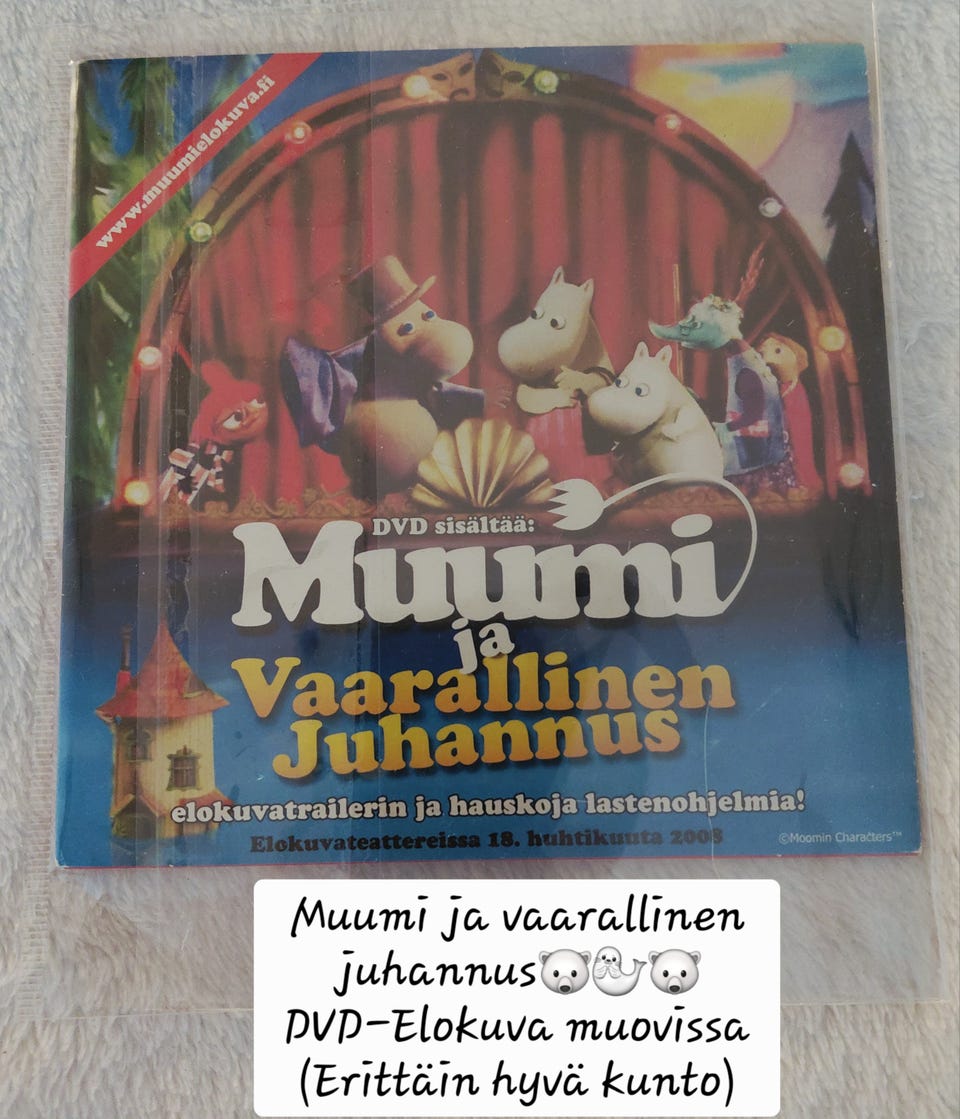 www.muumielokuva.fi
DVD sisältää:
Muumi
ja
Vaarallinen
Juhannus
elokuvatrailerin ja hauskoja lastenohjelmia!
Elokuvateattereissa 18. huhtikuuta 2008
©Moomin Characters™
Muumi ja vaarallinen
juhannus🐻‍❄️🦭🐻‍❄️
DVD-Elokuva muovissa
(Erittäin hyvä kunto)